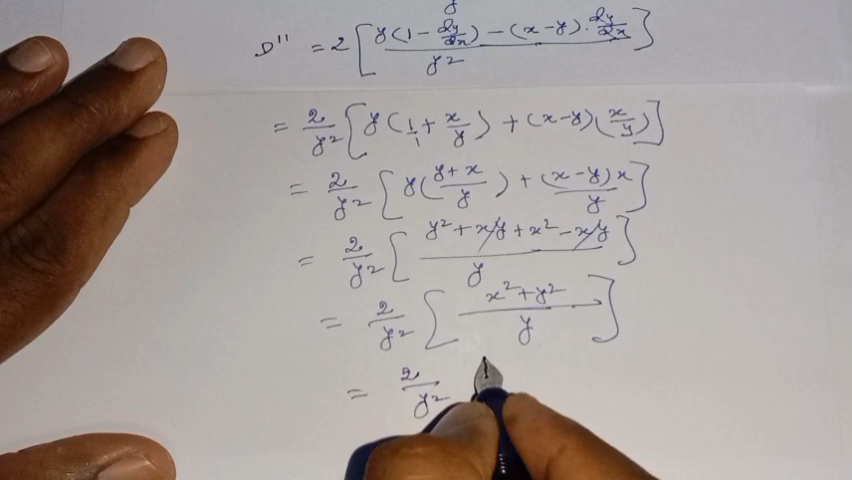 y
D'' = 2 [ y(1 - dy/dx) - (x-y). dy/dx / y² ]
= 2/y² [ y(1/1 + x/y) + (x-y)(x/y) ]
= 2/y² [ y(y+x/y) + (x-y)x/y ]
= 2/y² [ y² + xy + x² - xy / y ]
= 2/y² [ x² + y² / y ]
= 2/y²